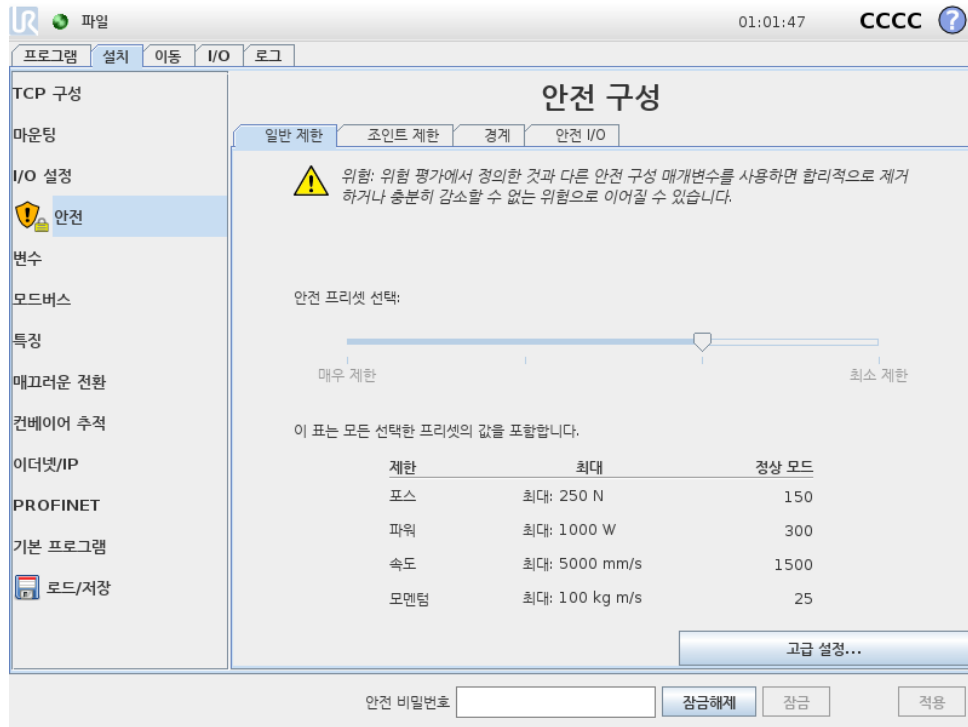 UR 파일 01:01:47 CCCC ?
프로그램 설치 이동 I/O 로그
TCP 구성
마운팅
I/O 설정
안전
변수
모드버스
특징
매끄러운 전환
컨베이어 추적
이더넷/IP
PROFINET
기본 프로그램
로드/저장
안전 구성
일반 제한 조인트 제한 경계 안전 I/O
위험: 위험 평가에서 정의한 것과 다른 안전 구성 매개변수를 사용하면 합리적으로 제거
하거나 충분히 감소할 수 없는 위험으로 이어질 수 있습니다.
안전 프리셋 선택:
매우 제한 최소 제한
이 표는 모든 선택한 프리셋의 값을 포함합니다.
제한 최대 정상 모드
포스 최대: 250 N 150
파워 최대: 1000 W 300
속도 최대: 5000 mm/s 1500
모멘텀 최대: 100 kg m/s 25
고급 설정...
안전 비밀번호 잠금해제 잠금 적용